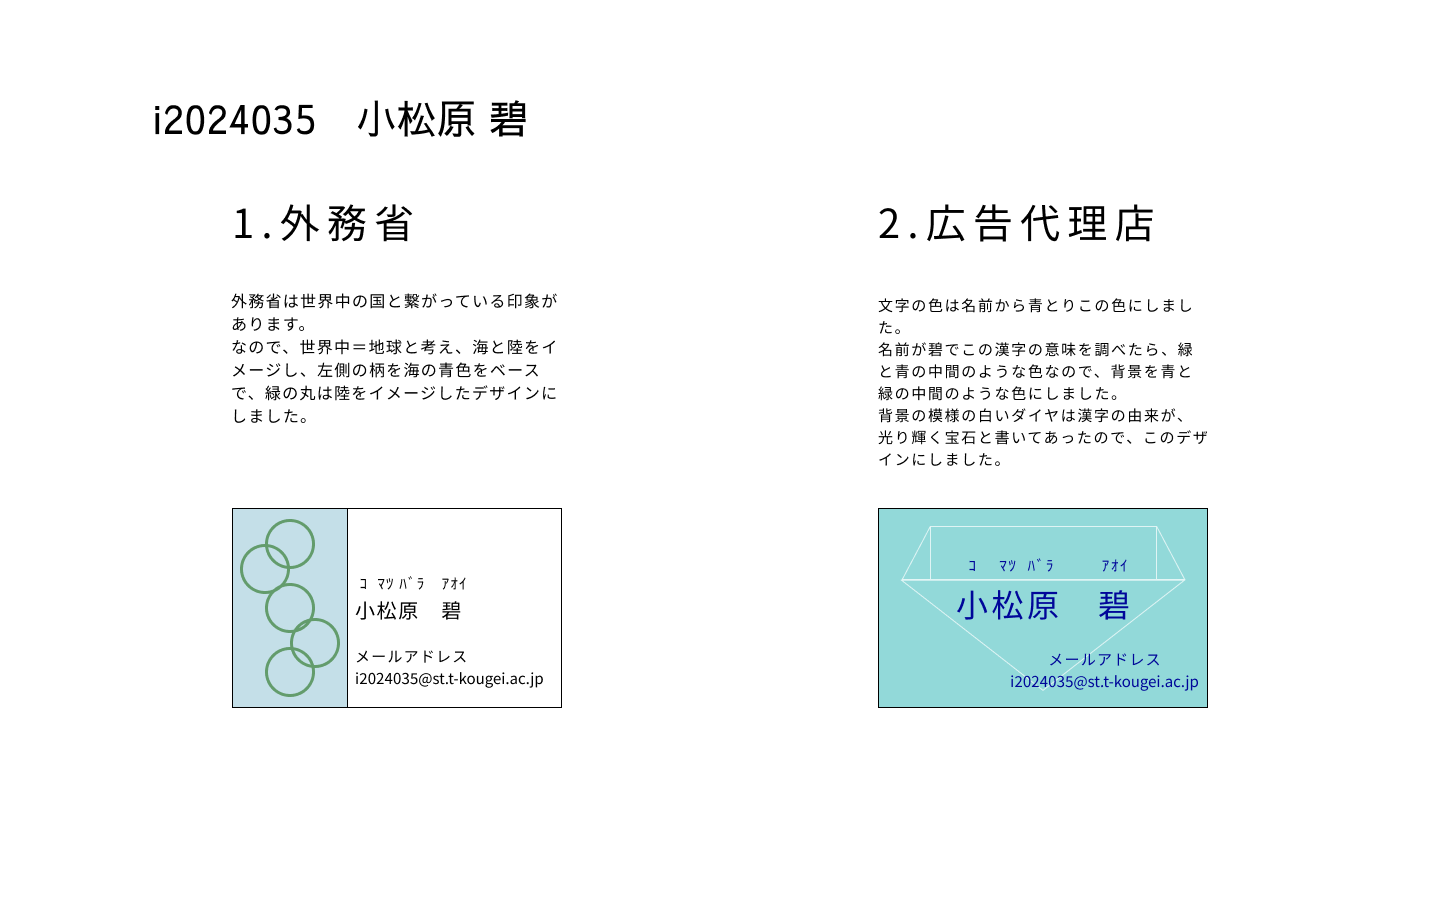 i2024035　小松原 碧
1.外務省
外務省は世界中の国と繋がっている印象が
あります。
なので、世界中＝地球と考え、海と陸をイ
メージし、左側の柄を海の青色をベース
で、緑の丸は陸をイメージしたデザインに
しました。
ｺ ﾏﾂ ﾊﾞﾗ ｱｵｲ
小松原　碧
メールアドレス
i2024035@st.t-kougei.ac.jp
2.広告代理店
文字の色は名前から青とりこの色にしまし
た。
名前が碧でこの漢字の意味を調べたら、緑
と青の中間のような色なので、背景を青と
緑の中間のような色にしました。
背景の模様の白いダイヤは漢字の由来が、
光り輝く宝石と書いてあったので、このデザ
インにしました。
ｺ ﾏﾂ ﾊﾞﾗ ｱｵｲ
小松原　碧
メールアドレス
i2024035@st.t-kougei.ac.jp